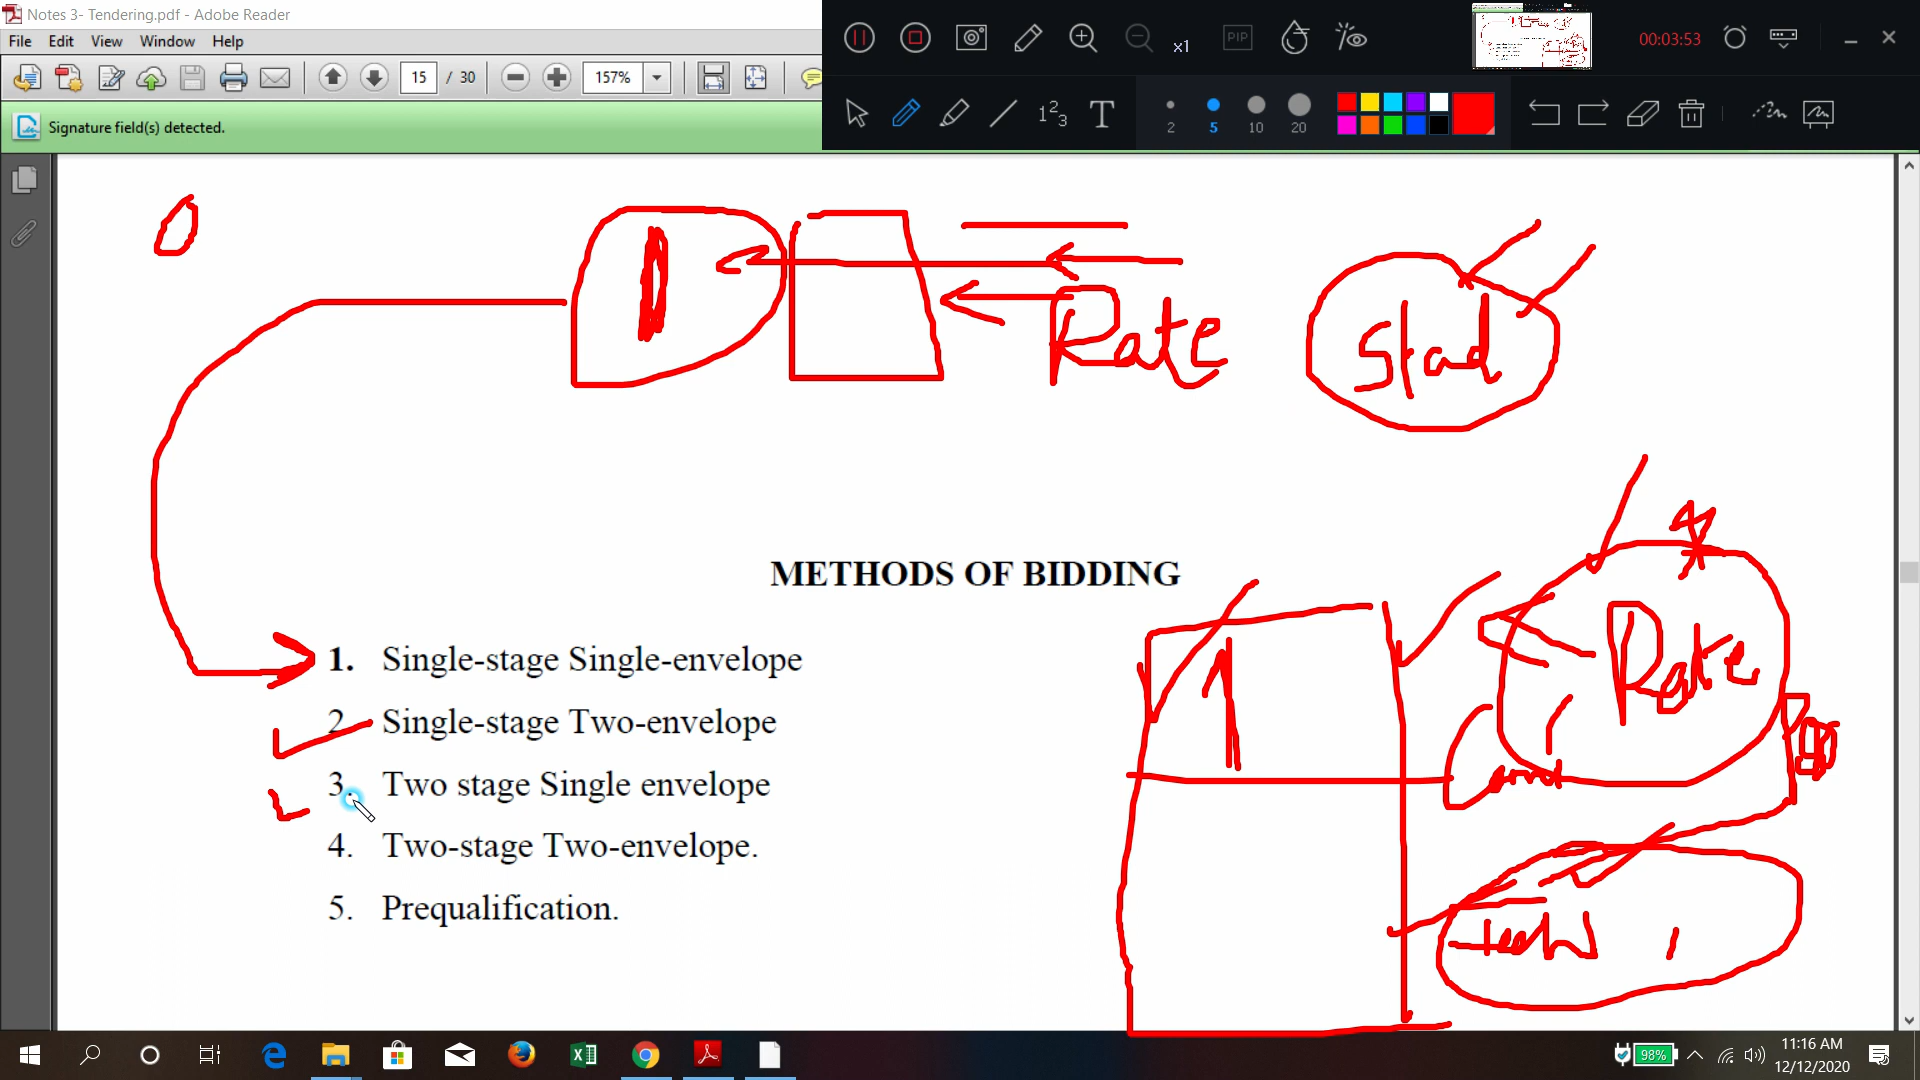 Notes 3- Tendering.pdf - Adobe Reader
File Edit View Window Help
15 / 30 157%
Signature field(s) detected.
x1 PIP 00:03:53
2 5 10 20
Rate
METHODS OF BIDDING
Rate
1. Single-stage Single-envelope
2. Single-stage Two-envelope
3. Two stage Single envelope
4. Two-stage Two-envelope.
5. Prequalification.
98%
11:16 AM
12/12/2020